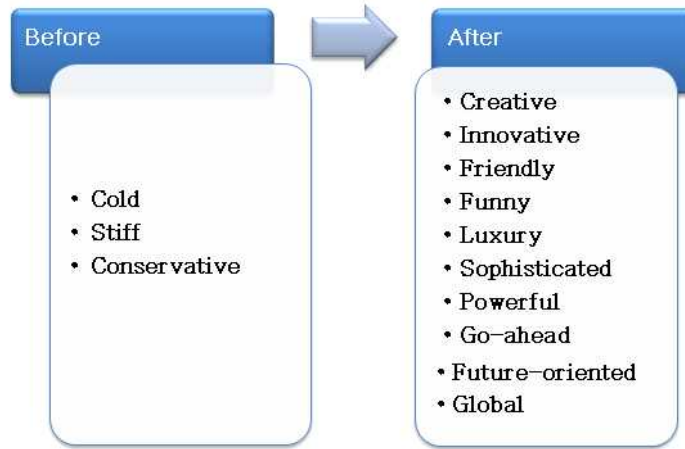 Before
• Cold
• Stiff
• Conservative
After
• Creative
• Innovative
• Friendly
• Funny
• Luxury
• Sophisticated
• Powerful
• Go-ahead
• Future-oriented
• Global